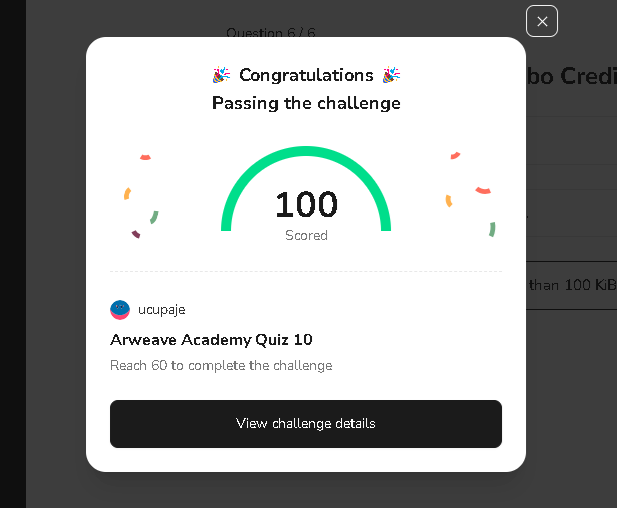 Question 6 / 6
Congratulations
Passing the challenge
bo Credi
100
Scored
than 100 KiB
ucupaje
Arweave Academy Quiz 10
Reach 60 to complete the challenge
View challenge details